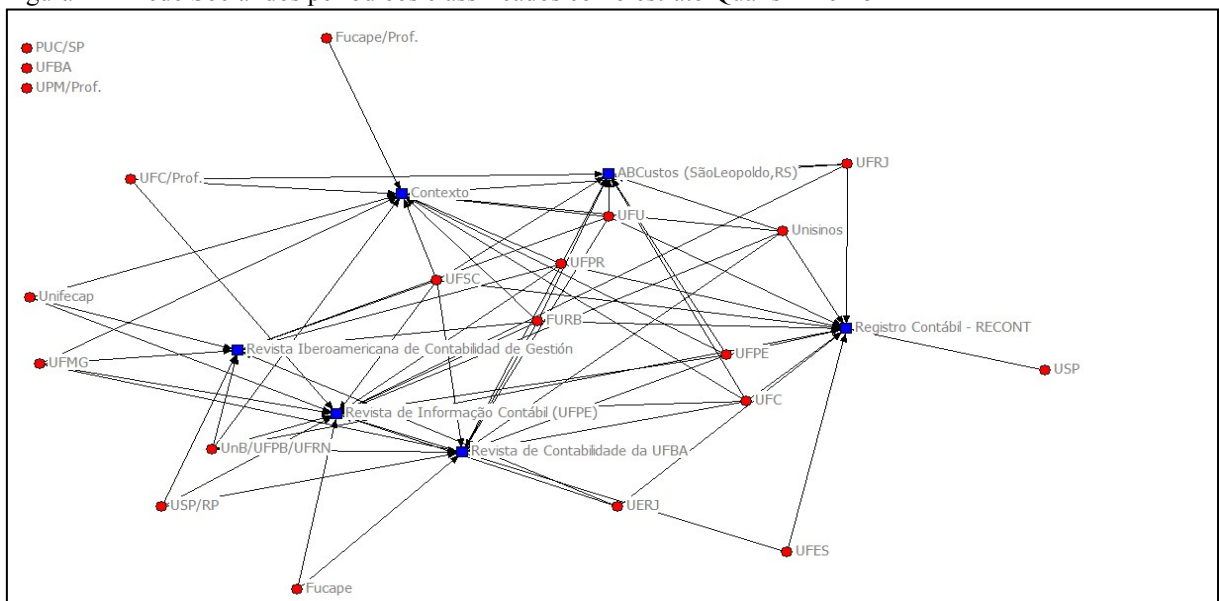 Fucape/Prof.
PUC/SP
UFBA
UPM/Prof.
UFRJ
ABCustos (SãoLeopoldo,RS)
UFC/Prof.
Contexto
UFU
Unisinos
UFPR
UFSC
Unifecap
FURB
Registro Contábil - RECONT
Revista Iberoamericana de Contabilidad de Gestión
UFPE
UFMG
USP
UFC
Revista de Informação Contábil (UFPE)
UnB/UFPB/UFRN
Revista de Contabilidade da UFBA
USP/RP
UERJ
UFES
Fucape